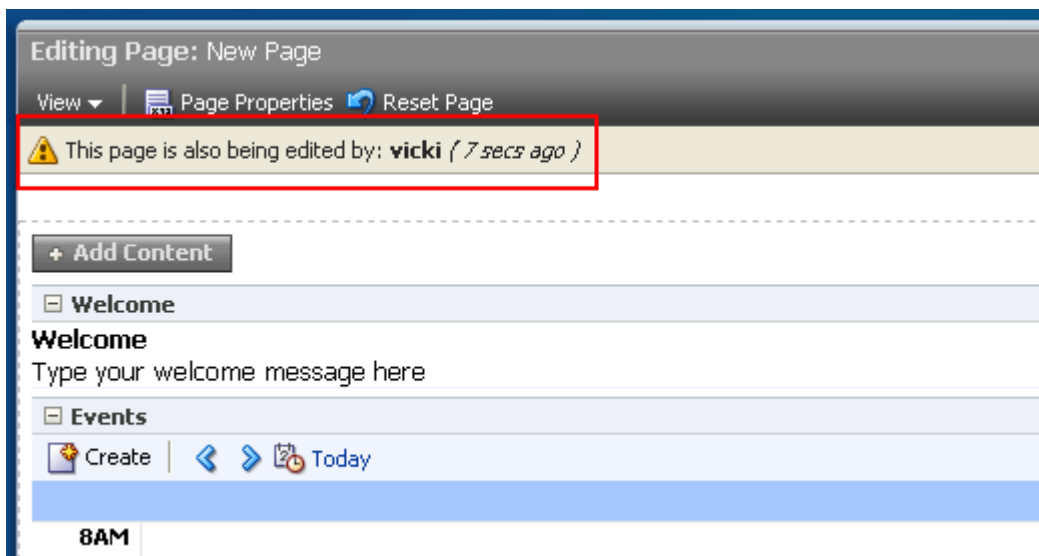 Editing Page: New Page
View Page Properties Reset Page
This page is also being edited by: vicki ( 7 secs ago )
+ Add Content
Welcome
Welcome
Type your welcome message here
Events
Create Today
8AM